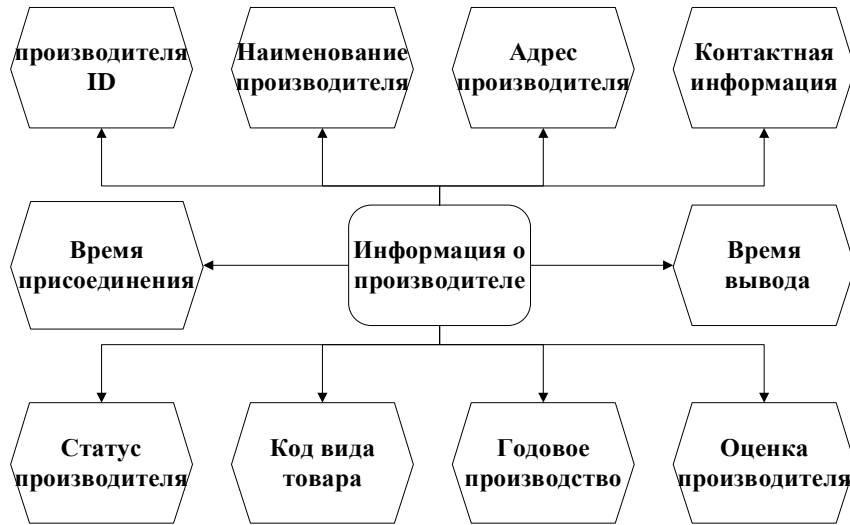 производителя
ID
Наименование
производителя
Адрес
производителя
Контактная
информация
Время
присоединения
Информация о
производителе
Время
вывода
Статус
производителя
Код вида
товара
Годовое
производство
Оценка
производителя